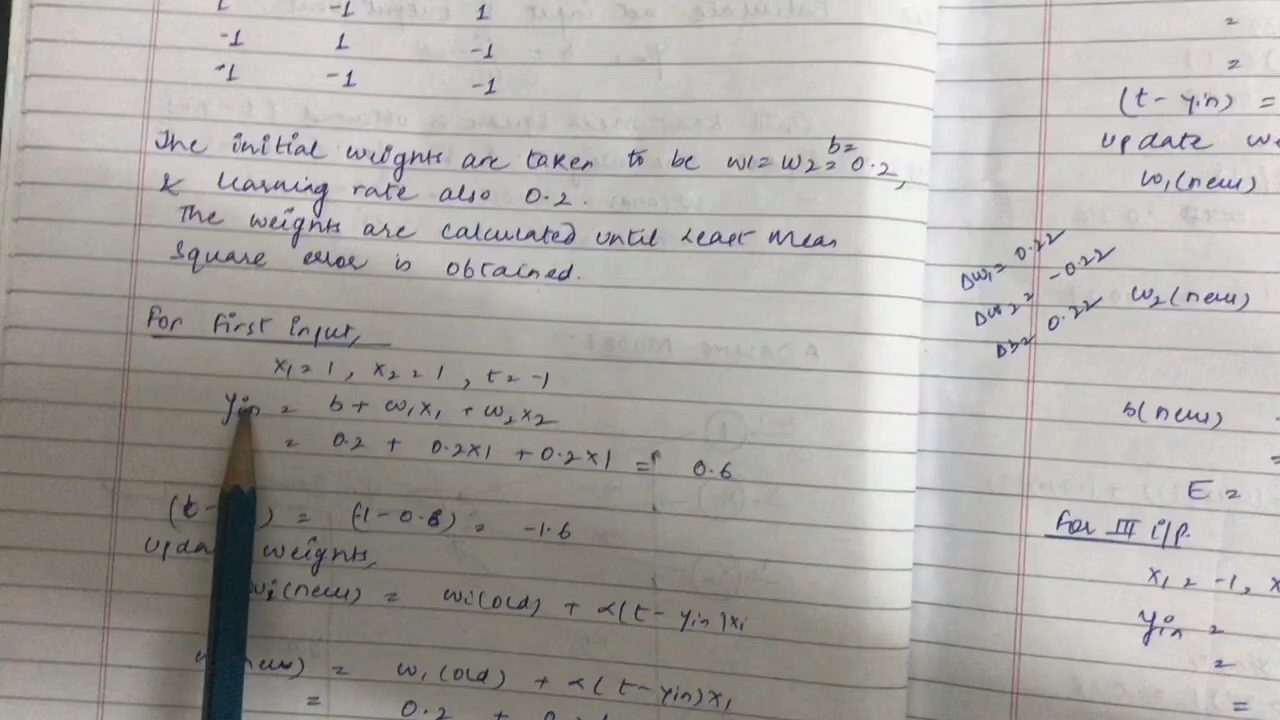 1 -1 1
-1 1 -1
-1 -1 -1
The initial weights are taken to be w1 = w2 = b = 0.2,
& learning rate also 0.2.
The weights are calculated until Least Mean
Square error is obtained.
For First input,
x1 = 1, x2 = 1, t = -1
yin = b + w1x1 + w2x2
= 0.2 + 0.2x1 + 0.2x1 = 0.6
(t - ) = (-1 - 0.6) = -1.6
weights,
wi(new) = wi(old) + α(t - yin)xi
= w1(old) + α(t-yin)x1
= 0.2 +
=
=
(t - yin) =
update
w1(new)
Δw1 = 0.22
Δw2 = -0.22
Δb = 0.22
w2(new)
b(new)
=
E =
For III i/p.
x1 = -1, x
yin =
=
=